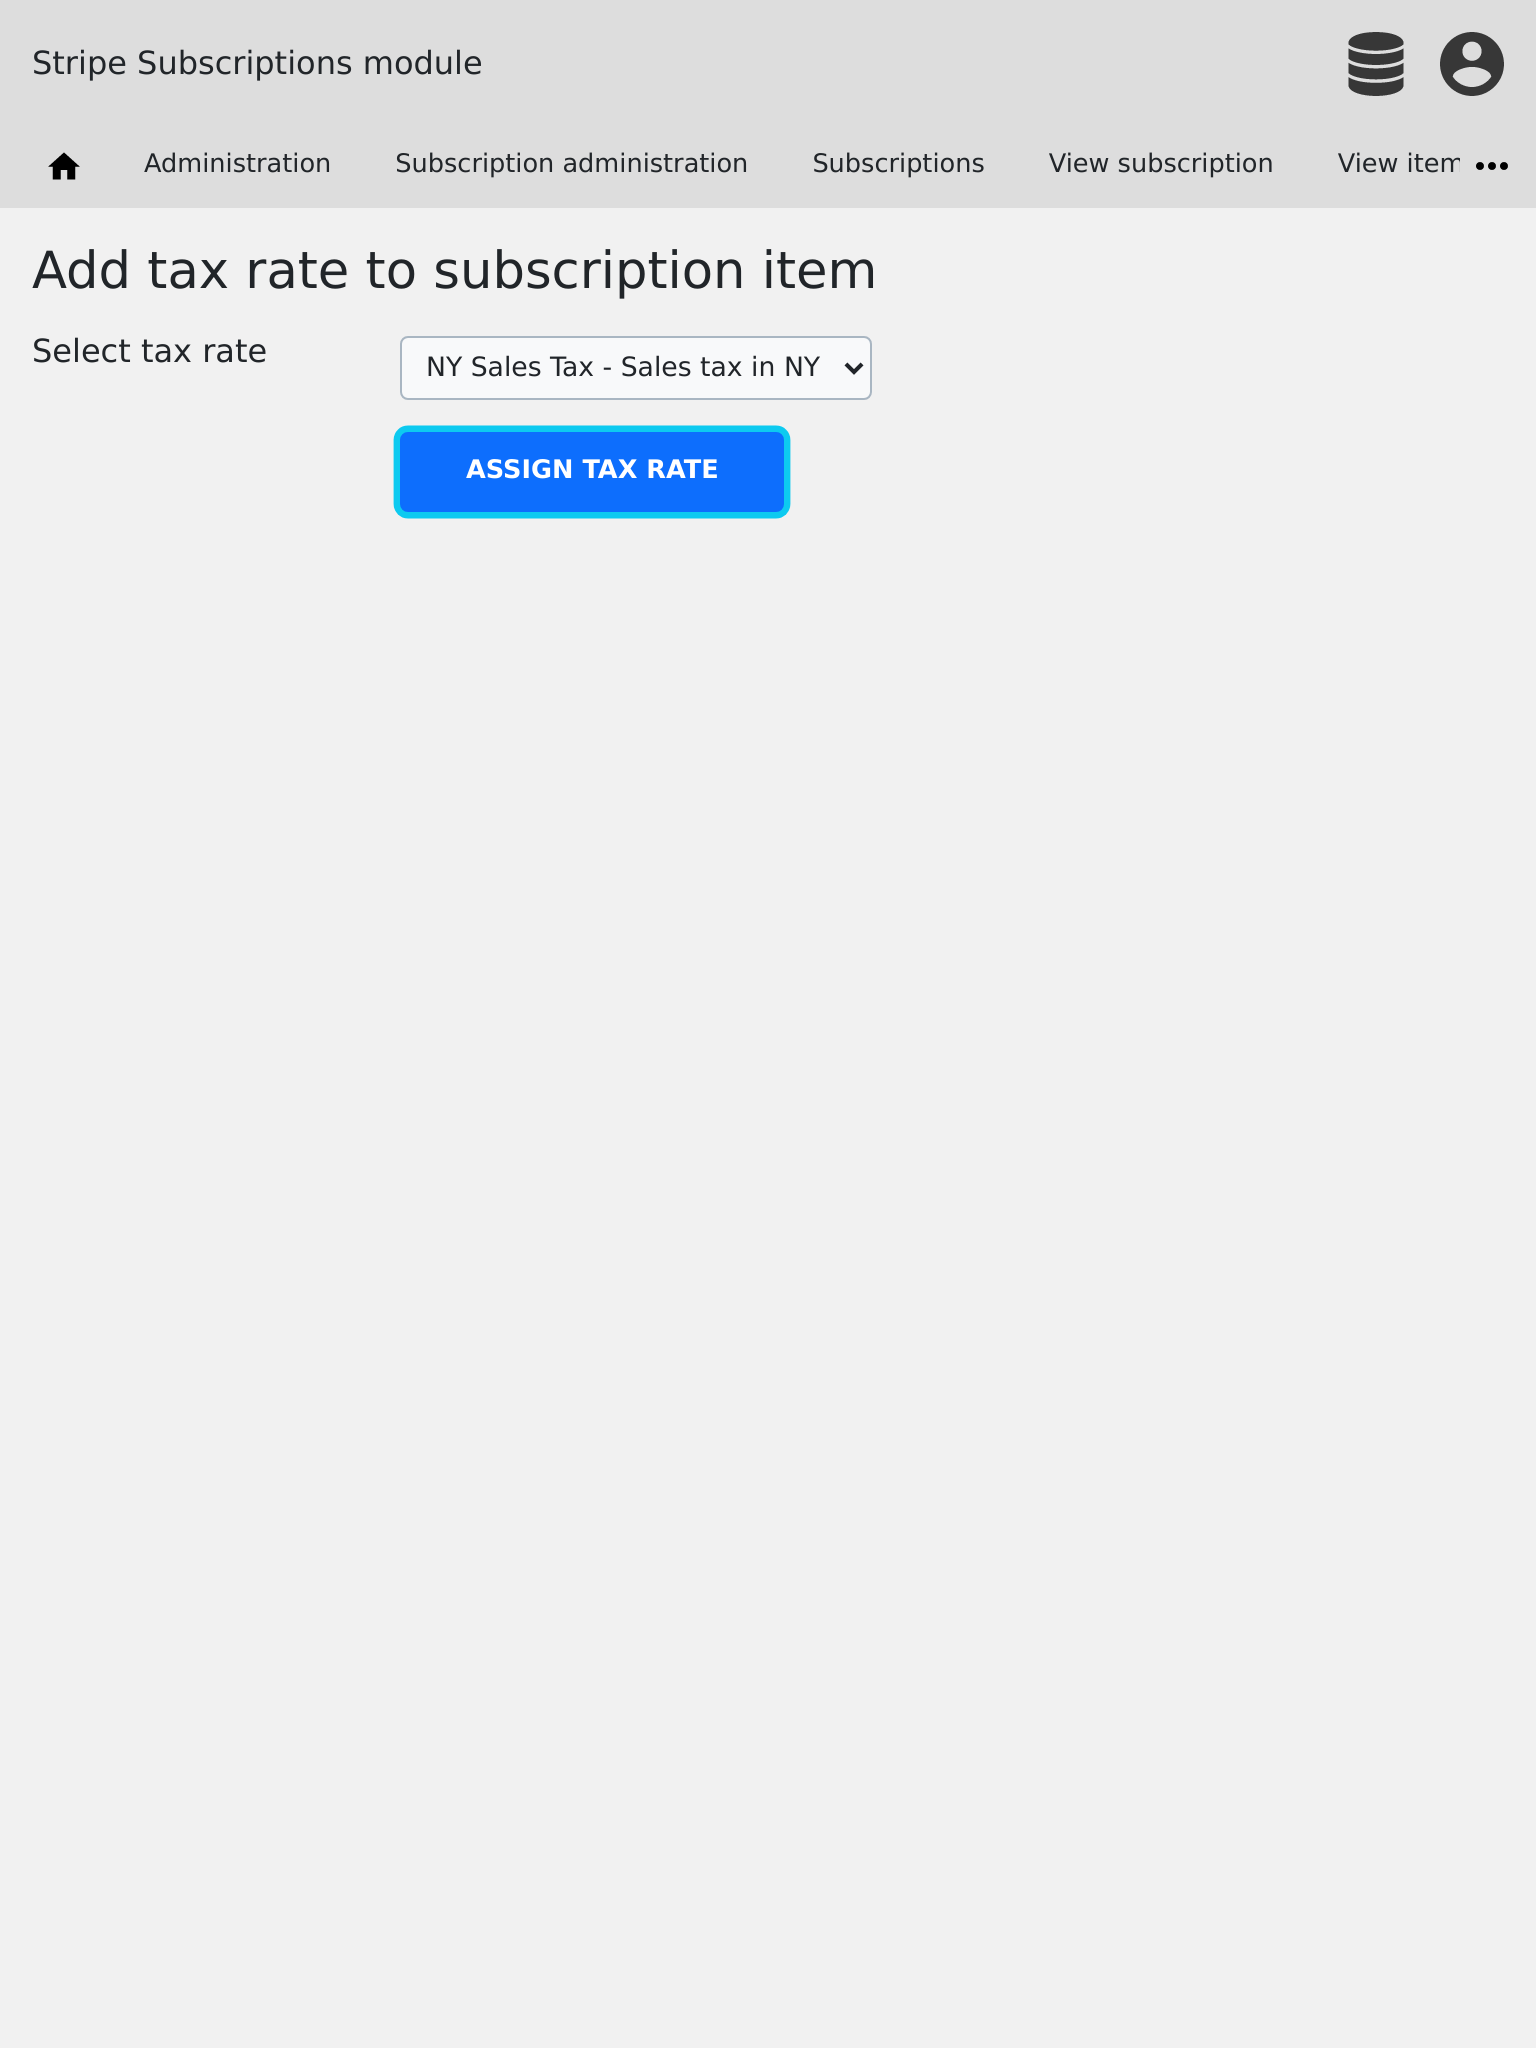 Stripe Subscriptions module
Administration Subscription administration Subscriptions View subscription View item
Add tax rate to subscription item
Select tax rate
NY Sales Tax - Sales tax in NY
ASSIGN TAX RATE